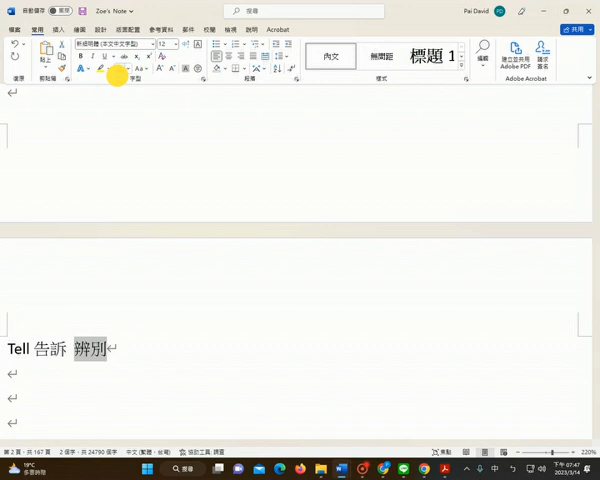 自動儲存 關閉 Zoe's Note 搜尋 Pai David PD
檔案 常用 插入 繪圖 設計 版面配置 參考資料 郵件 校閱 檢視 說明 Acrobat 共用
新細明體 (本文中文字型) 12
貼上
B I U ab x₂ x²
A Aa A A A 字
內文 無間距 標題 1
編輯
建立並共用 Adobe PDF
請求 簽名
復原 剪貼簿 字型 段落 樣式 Adobe Acrobat
Tell 告訴 辨別
第 2 頁，共 167 頁 2 個字，共 24790 個字 中文 (繁體，台灣) 協助工具: 調查 焦點 220%
19°C
多雲時陰
搜尋
中
下午 07:47
2023/3/14